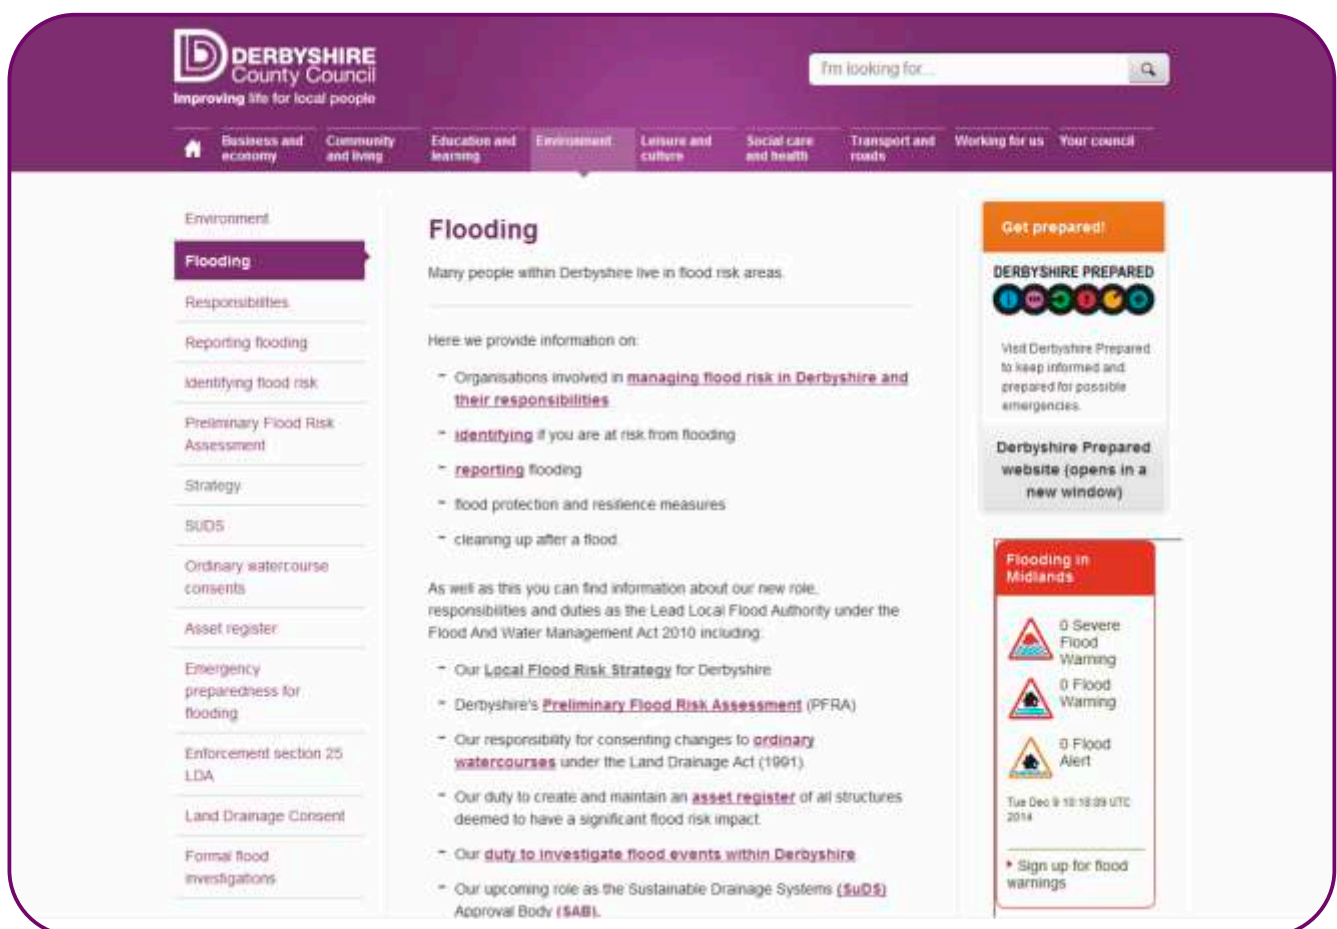 DERBYSHIRE
County Council
Improving life for local people
I'm looking for...
Business and
economy
Community
and living
Education and
learning
Environment
Leisure and
culture
Social care
and health
Transport and
roads
Working for us
Your council
Environment
Flooding
Responsibilities
Reporting flooding
Identifying flood risk
Preliminary Flood Risk
Assessment
Strategy
SUDS
Ordinary watercourse
consents
Asset register
Emergency
preparedness for
flooding
Enforcement section 25
LDA
Land Drainage Consent
Formal flood
investigations
Flooding
Many people within Derbyshire live in flood risk areas.
Here we provide information on:
- Organisations involved in managing flood risk in Derbyshire and
their responsibilities
- identifying if you are at risk from flooding
- reporting flooding
- flood protection and resilience measures
- cleaning up after a flood.
As well as this you can find information about our new role,
responsibilities and duties as the Lead Local Flood Authority under the
Flood And Water Management Act 2010 including:
- Our Local Flood Risk Strategy for Derbyshire
- Derbyshire's Preliminary Flood Risk Assessment (PFRA)
- Our responsibility for consenting changes to ordinary
watercourses under the Land Drainage Act (1991)
- Our duty to create and maintain an asset register of all structures
deemed to have a significant flood risk impact
- Our duty to investigate flood events within Derbyshire
- Our upcoming role as the Sustainable Drainage Systems (SuDS)
Approval Body (SAB).
Get prepared!
DERBYSHIRE PREPARED
Visit Derbyshire Prepared
to keep informed and
prepared for possible
emergencies.
Derbyshire Prepared
website (opens in a
new window)
Flooding in
Midlands
0 Severe
Flood
Warning
0 Flood
Warning
0 Flood
Alert
Tue Dec 9 UTC
2014
Sign up for flood
warnings